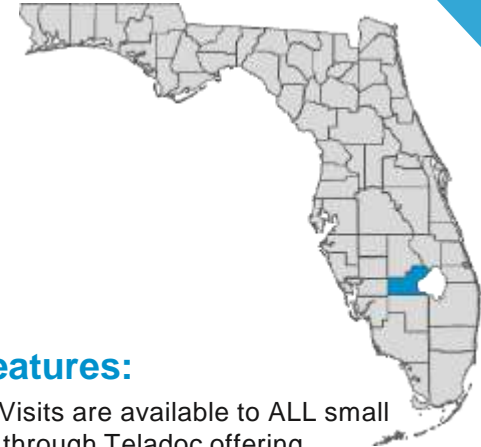 eatures:
Visits are available to ALL small
through Teladoc offering